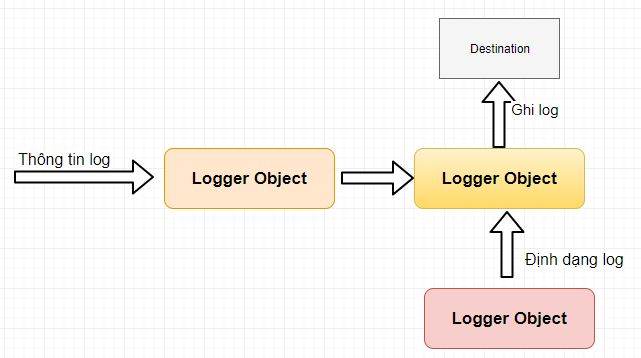 Destination
Ghi log
Thông tin log
Logger Object
Logger Object
Định dạng log
Logger Object